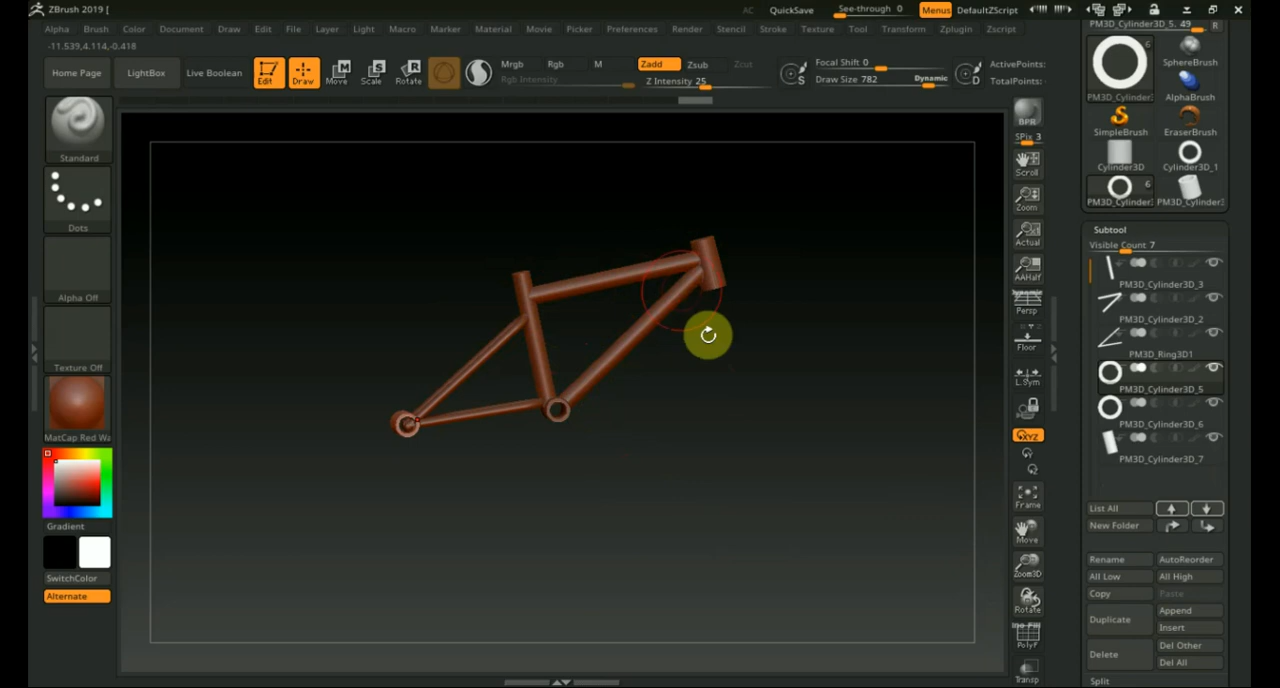 ZBrush 2019 [
AC QuickSave See-through 0 Menus DefaultZScript
Alpha Brush Color Document Draw Edit File Layer Light Macro Marker Material Movie Picker Preferences Render Stencil Stroke Texture Tool Transform Zplugin Zscript
-11.539,4.114,-0.418
Home Page LightBox Live Boolean Edit Draw Move Scale Rotate
Mrgb Rgb M Zadd Zsub Zcut
Rgb Intensity Z Intensity 25
Focal Shift 0
Draw Size 782 Dynamic
ActivePoints:
TotalPoints:
S
D
Standard
Dots
Alpha Off
Texture Off
MatCap Red Wa
Gradient
SwitchColor
Alternate
BPR
SPix 3
Scroll
Zoom
Actual
AAHalf
Dynamic
Persp
Floor
L.Sym
XYZ
Frame
Move
Zoom3D
Rotate
PolyF
Transp
PM3D_Cylinder3D_5. 49 R
6
PM3D_Cylinder3 SphereBrush
AlphaBrush
SimpleBrush EraserBrush
Cylinder3D Cylinder3D_1
6
PM3D_Cylinder3 PM3D_Cylinder3
Subtool
Visible Count 7
PM3D_Cylinder3D_3
PM3D_Cylinder3D_2
PM3D_Ring3D1
PM3D_Cylinder3D_5
PM3D_Cylinder3D_6
PM3D_Cylinder3D_7
List All
New Folder
Rename AutoReorder
All Low All High
Copy Paste
Duplicate Append
Insert
Delete Del Other
Del All
Split